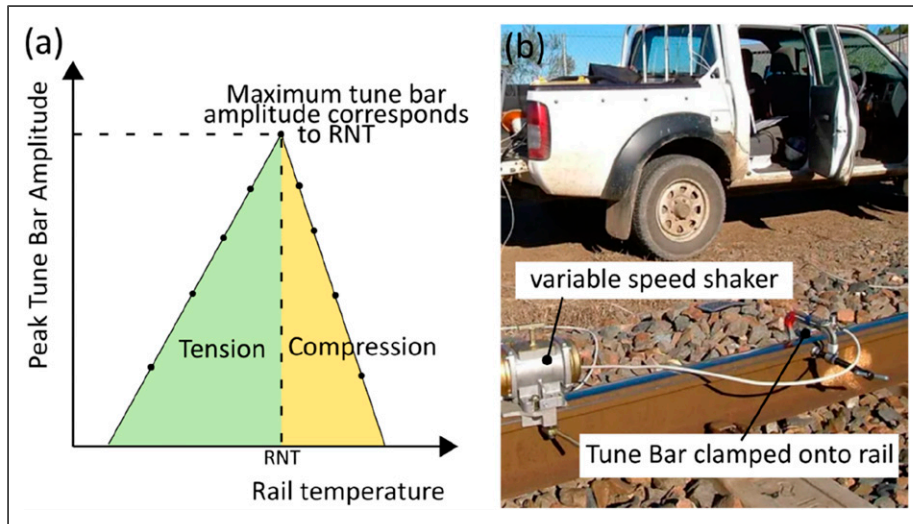 (a)
Maximum tune bar
amplitude corresponds
to RNT
Peak Tune Bar Amplitude
Tension
Compression
RNT
Rail temperature
(b)
variable speed shaker
Tune Bar clamped onto rail